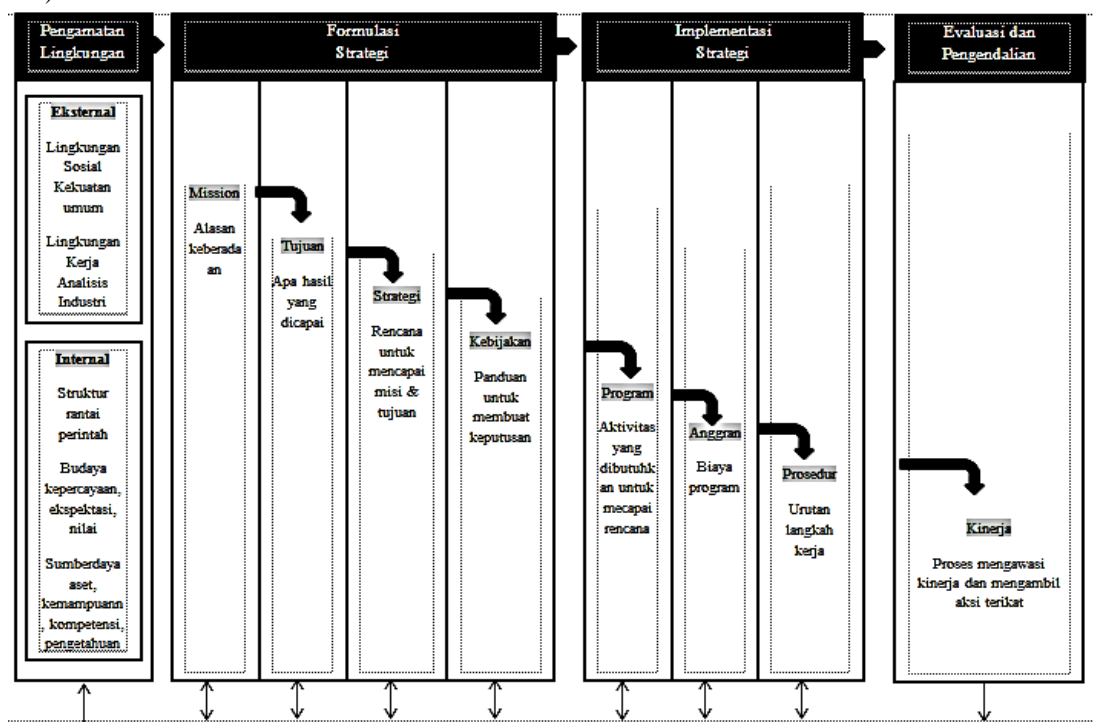 )
Pengamatan
Lingkungan
Formulasi
Strategi
Implementasi
Strategi
Evaluasi dan
Pengendalian
Eksternal
Lingkungan
Sosial
Kekuatan
umum
Lingkungan
Kerja
Analisis
Industri
Internal
Struktur
rantai
perintah
Budaya
kepercayaan,
ekspektasi,
nilai
Sumberdaya
aset,
kemampuann
, kompetensi,
pengetahuan
Mission
Alasan
keberada
an
Tujuan
Apa hasil
yang
dicapai
Strategi
Rencana
untuk
mencapai
misi &
tujuan
Kebijakan
Panduan
untuk
membuat
keputusan
Program
Aktivitas
yang
dibutuhk
an untuk
mecapai
rencana
Anggran
Biaya
program
Prosedur
Urutan
langkah
kerja
Kinerja
Proses mengawasi
kinerja dan mengambil
aksi terikat